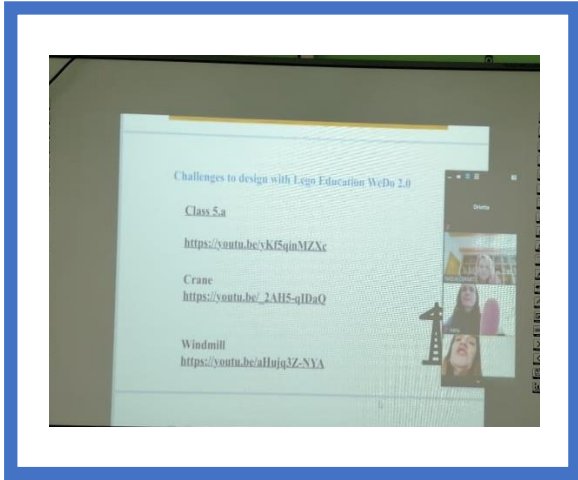 Challenges to design with Lego Education WeDo 2.0
Class 5.a
https://youtu.be/yKf5qinMZXc
Crane
https://youtu.be/_2AH5-qIDaQ
Windmill
https://youtu.be/aHujq3Z-NYA